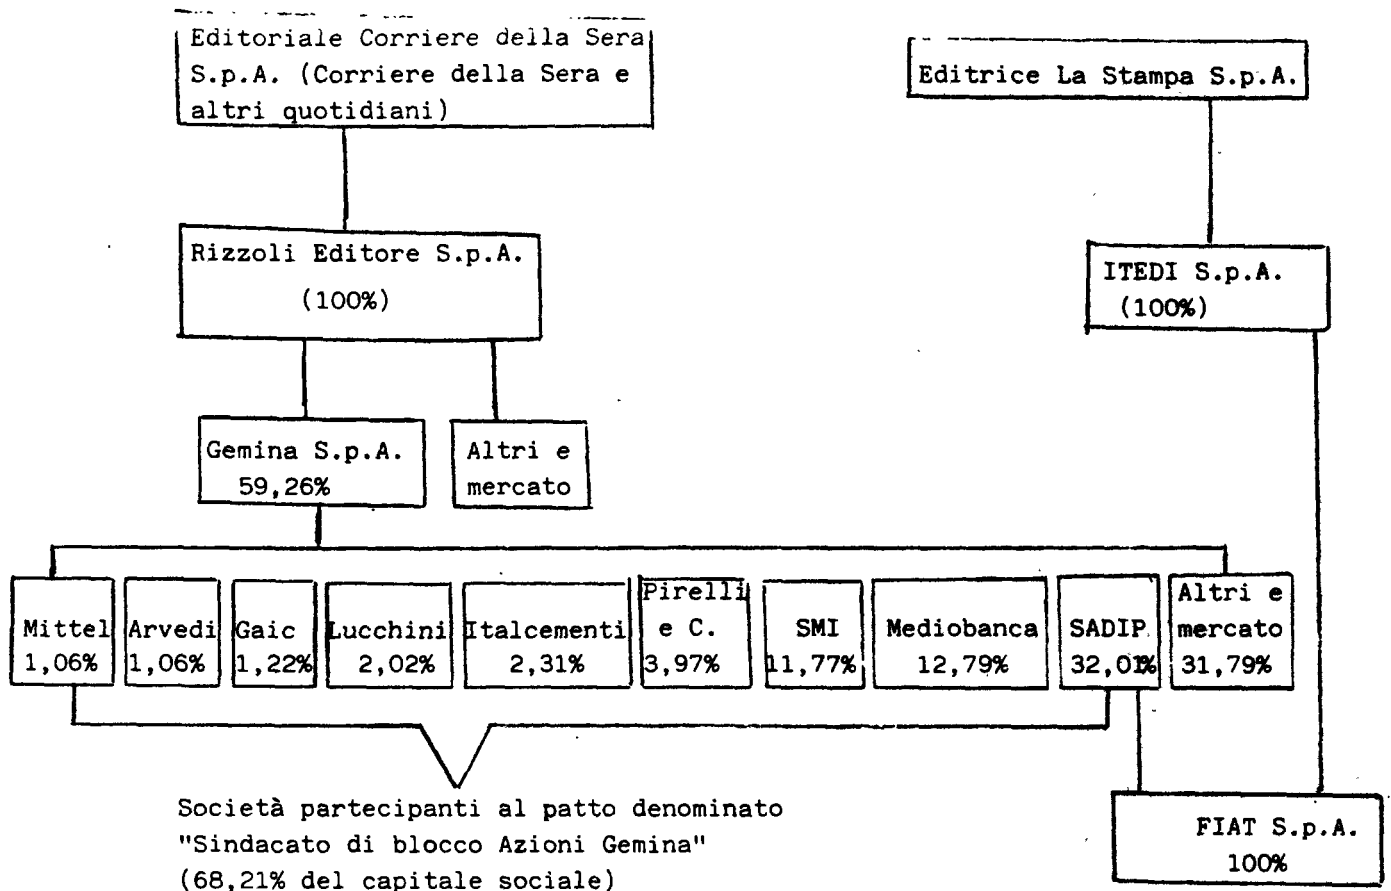 Editoriale Corriere della Sera
S.p.A. (Corriere della Sera e
altri quotidiani)
Editrice La Stampa S.p.A.
Rizzoli Editore S.p.A.
(100%)
ITEDI S.p.A.
(100%)
Gemina S.p.A.
59,26%
Altri e
mercato
Mittel
1,06%
Arvedi
1,06%
Gaic
1,22%
Lucchini
2,02%
Italcementi
2,31%
Pirelli
e C.
3,97%
SMI
11,77%
Mediobanca
12,79%
SADIP
32,01%
Altri e
mercato
31,79%
Società partecipanti al patto denominato
"Sindacato di blocco Azioni Gemina"
(68,21% del capitale sociale)
FIAT S.p.A.
100%